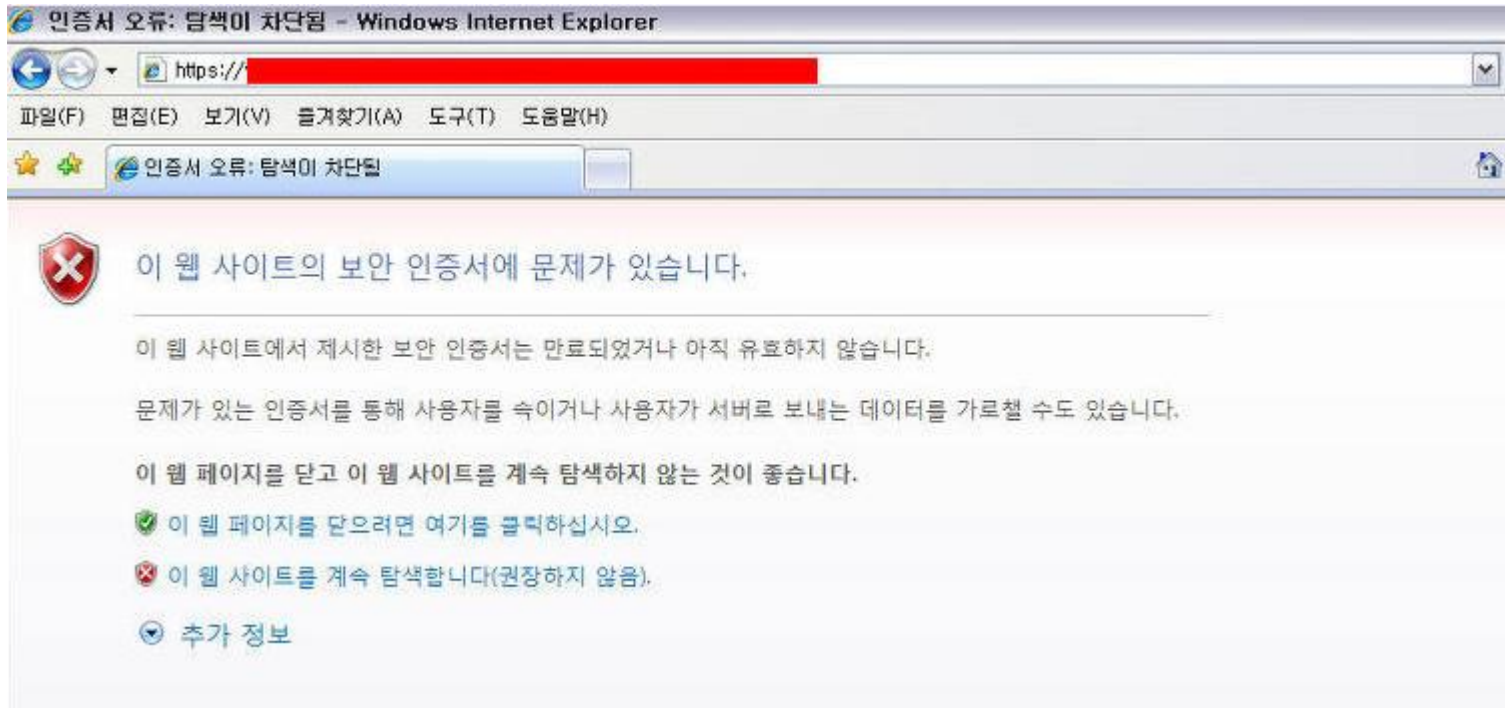 인증서 오류: 탐색이 차단됨 - Windows Internet Explorer
https://
파일(F) 편집(E) 보기(V) 즐겨찾기(A) 도구(T) 도움말(H)
인증서 오류: 탐색이 차단됨
이 웹 사이트의 보안 인증서에 문제가 있습니다.
이 웹 사이트에서 제시한 보안 인증서는 만료되었거나 아직 유효하지 않습니다.
문제가 있는 인증서를 통해 사용자를 속이거나 사용자가 서버로 보내는 데이터를 가로챌 수도 있습니다.
이 웹 페이지를 닫고 이 웹 사이트를 계속 탐색하지 않는 것이 좋습니다.
이 웹 페이지를 닫으려면 여기를 클릭하십시오.
이 웹 사이트를 계속 탐색합니다(권장하지 않음).
추가 정보